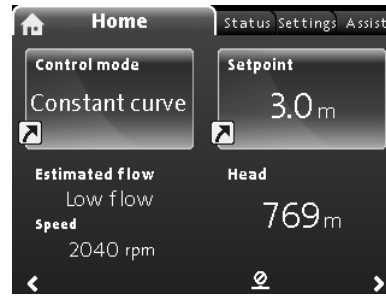 Home Status Settings Assist
Control mode Setpoint
Constant curve 3.0 m
Estimated flow Head
Low flow 769 m
Speed
2040 rpm